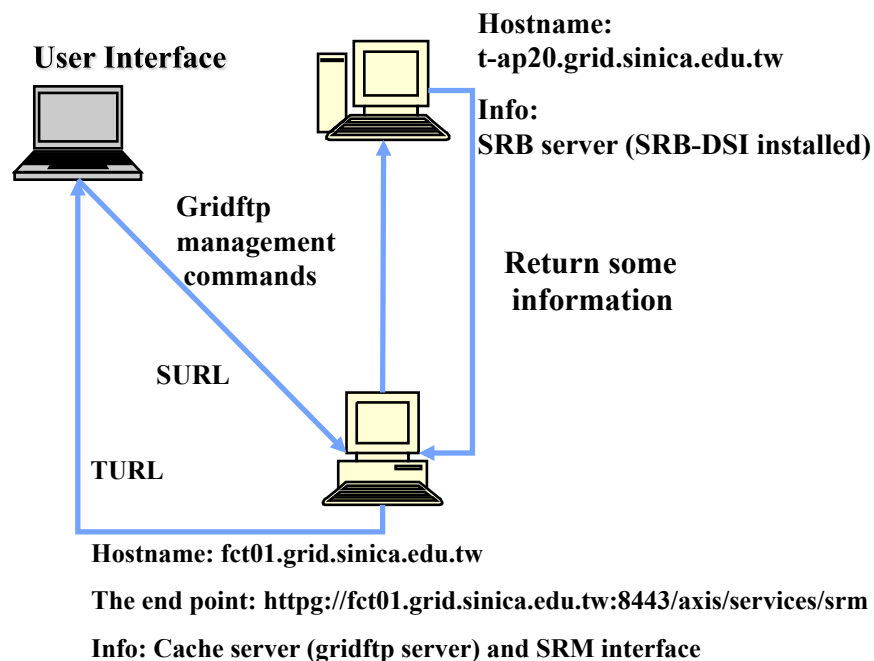 User Interface
Hostname:
t-ap20.grid.sinica.edu.tw
Info:
SRB server (SRB-DSI installed)
Gridftp
management
commands
Return some
information
SURL
TURL
Hostname: fct01.grid.sinica.edu.tw
The end point: httpg://fct01.grid.sinica.edu.tw:8443/axis/services/srm
Info: Cache server (gridftp server) and SRM interface